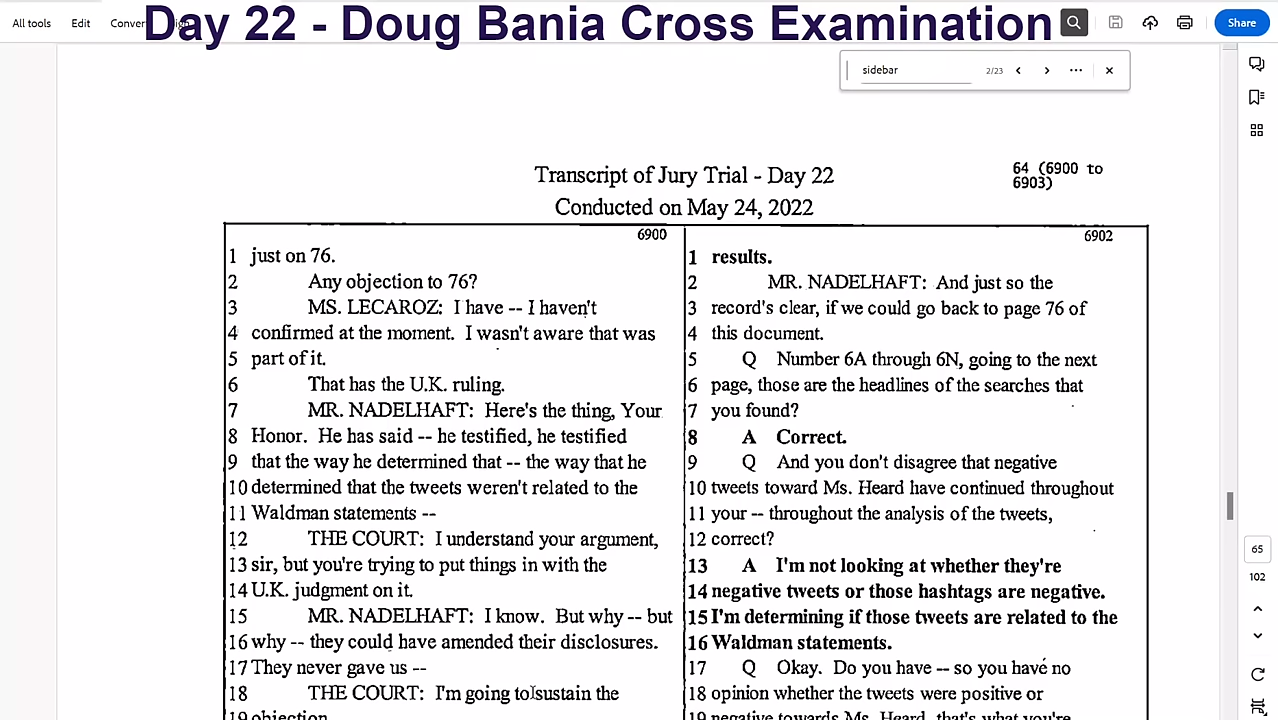 All tools Edit Conver
Day 22 - Doug Bania Cross Examination
Share
sidebar 2/23
Transcript of Jury Trial - Day 22
Conducted on May 24, 2022
64 (6900 to
6903)
6900
1 just on 76.
2 Any objection to 76?
3 MS. LECAROZ: I have -- I haven't
4 confirmed at the moment. I wasn't aware that was
5 part of it.
6 That has the U.K. ruling.
7 MR. NADELHAFT: Here's the thing, Your
8 Honor. He has said -- he testified, he testified
9 that the way he determined that -- the way that he
10 determined that the tweets weren't related to the
11 Waldman statements --
12 THE COURT: I understand your argument,
13 sir, but you're trying to put things in with the
14 U.K. judgment on it.
15 MR. NADELHAFT: I know. But why -- but
16 why -- they could have amended their disclosures.
17 They never gave us --
18 THE COURT: I'm going to sustain the
19 objection.
6902
1 results.
2 MR. NADELHAFT: And just so the
3 record's clear, if we could go back to page 76 of
4 this document.
5 Q Number 6A through 6N, going to the next
6 page, those are the headlines of the searches that
7 you found?
8 A Correct.
9 Q And you don't disagree that negative
10 tweets toward Ms. Heard have continued throughout
11 your -- throughout the analysis of the tweets,
12 correct?
13 A I'm not looking at whether they're
14 negative tweets or those hashtags are negative.
15 I'm determining if those tweets are related to the
16 Waldman statements.
17 Q Okay. Do you have -- so you have no
18 opinion whether the tweets were positive or
19 negative towards Ms. Heard, that's what you're
65
102